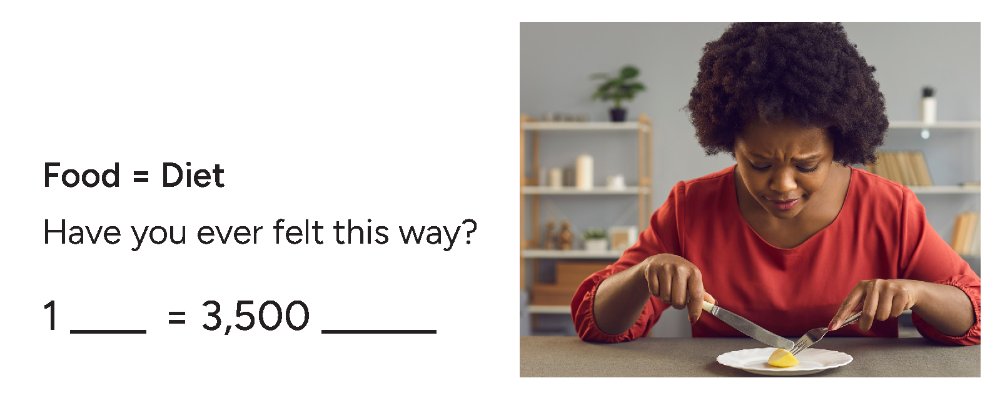 Food = Diet
Have you ever felt this way?
1 ____ = 3,500 ______